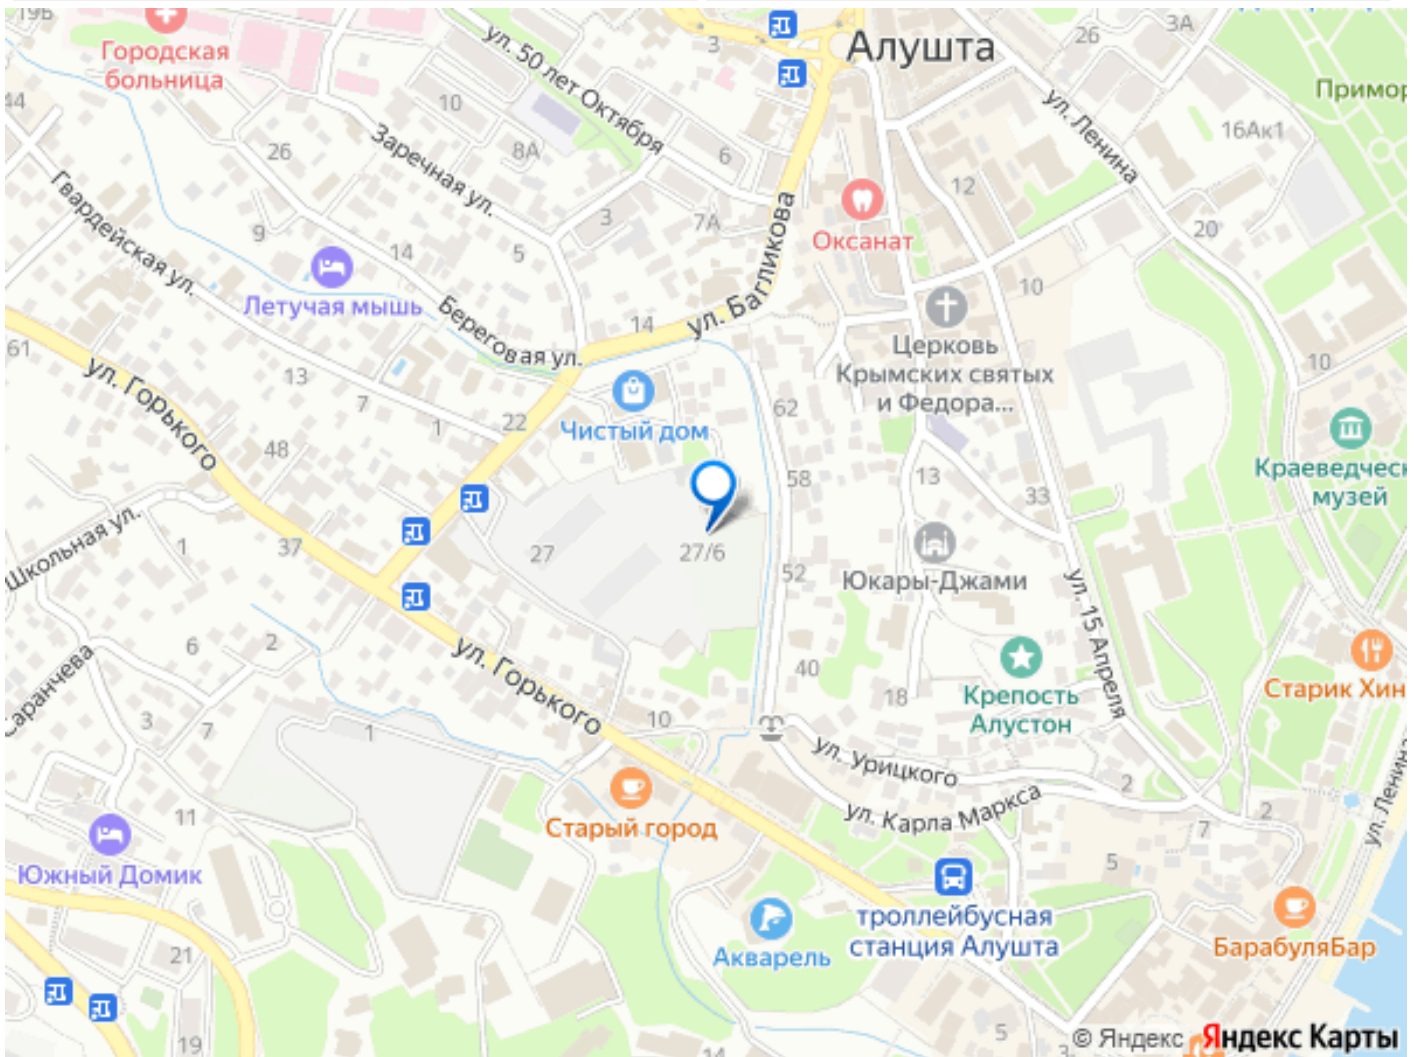 19Б
Городская
больница
44
3
ул. 50 лет Октября
Алушта
26
3А
Примор
ул. Ленина
16Ак1
10
8А
6
26
Заречная ул.
Гвардейская ул.
3
7А
12
20
9
14
5
Оксанат
Летучая мышь
10
Береговая ул.
14
ул. Багликова
Церковь
Крымских святых
и Федора...
61
10
ул. Горького
13
7
1
22
Чистый дом
62
48
Краеведческ
музей
58
13
33
Школьная ул.
1
37
27
27/6
52
Юкары-Джами
ул. 15 Апреля
6
2
ул. Горького
40
18
Крепость
Алустон
Старик Хин
Саранчева
3
7
1
10
ул. Урицкого
2
ул. Карла Маркса
2
7
ул. Ленина
11
Старый город
5
Южный Домик
троллейбусная
станция Алушта
Акварель
БарабуляБар
21
19
14
5
© Яндекс Яндекс Карты